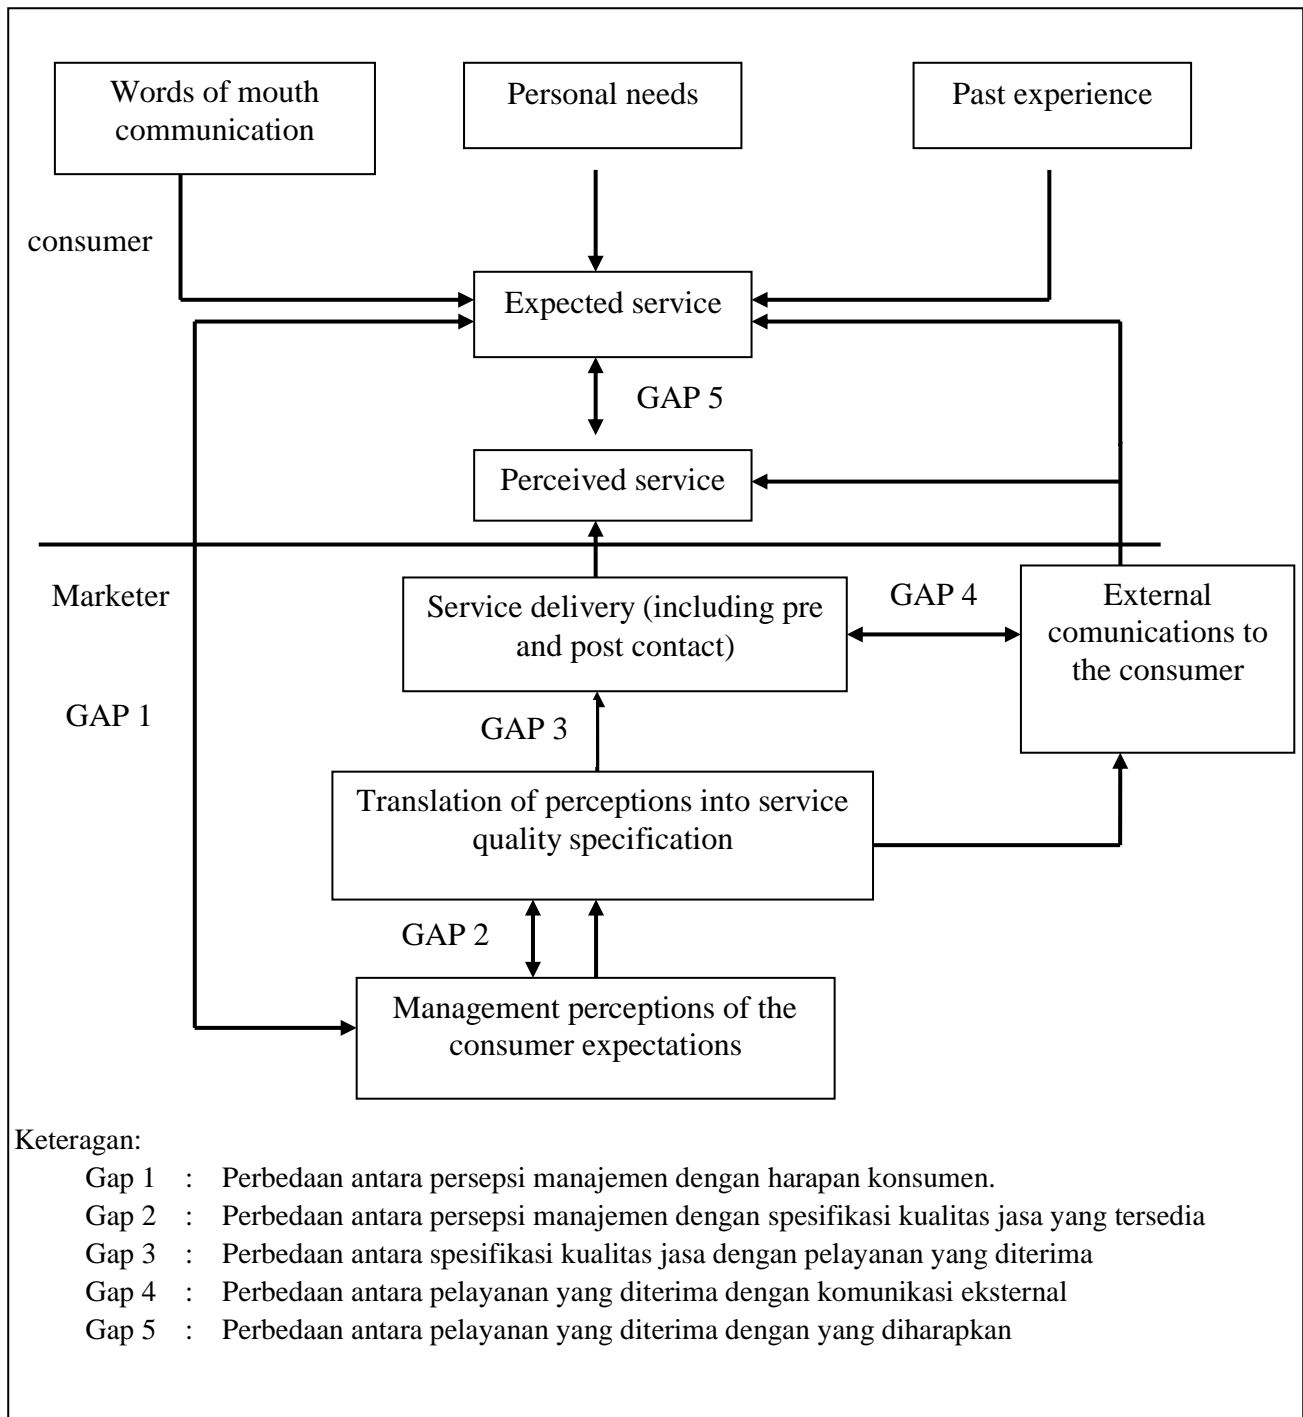 Words of mouth
communication
Personal needs
Past experience
consumer
Expected service
GAP 5
Perceived service
Marketer
Service delivery (including pre
and post contact)
GAP 4
External
comunications to
the consumer
GAP 1
GAP 3
Translation of perceptions into service
quality specification
GAP 2
Management perceptions of the
consumer expectations
Keteragan:
Gap 1 : Perbedaan antara persepsi manajemen dengan harapan konsumen.
Gap 2 : Perbedaan antara persepsi manajemen dengan spesifikasi kualitas jasa yang tersedia
Gap 3 : Perbedaan antara spesifikasi kualitas jasa dengan pelayanan yang diterima
Gap 4 : Perbedaan antara pelayanan yang diterima dengan komunikasi eksternal
Gap 5 : Perbedaan antara pelayanan yang diterima dengan yang diharapkan